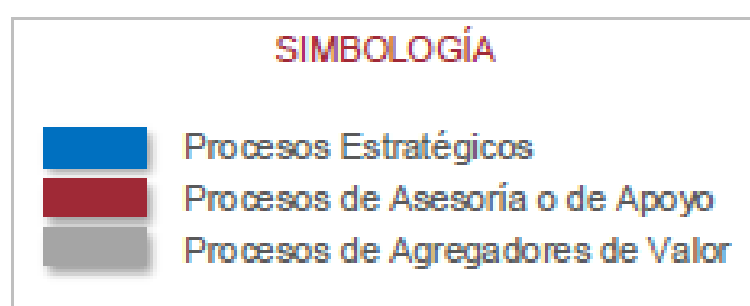 SIMBOLOGÍA
Procesos Estratégicos
Procesos de Asesoría o de Apoyo
Procesos de Agregadores de Valor